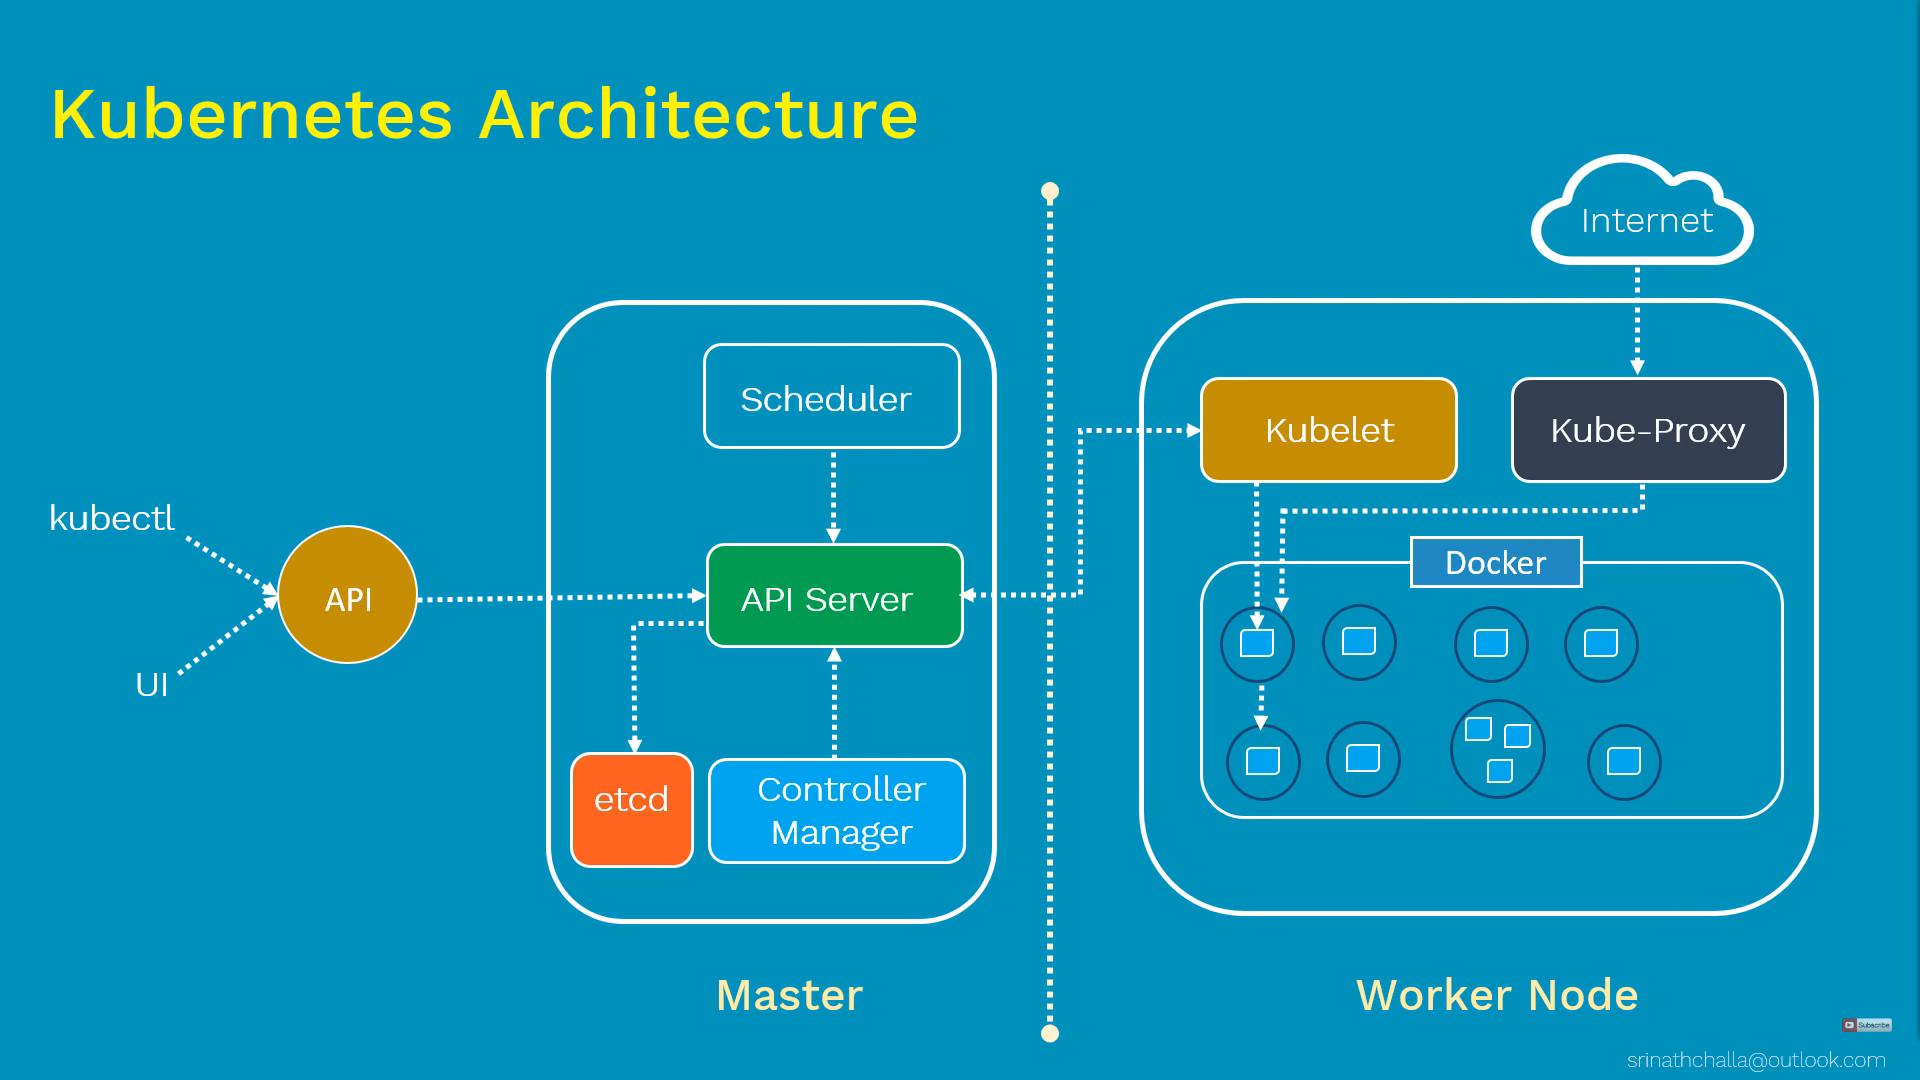 Kubernetes Architecture
Internet
Scheduler
Kubelet
Kube-Proxy
kubectl
Docker
API
API Server
UI
etcd
Controller
Manager
Master
Worker Node
Subscribe
srinathchalla@outlook.com